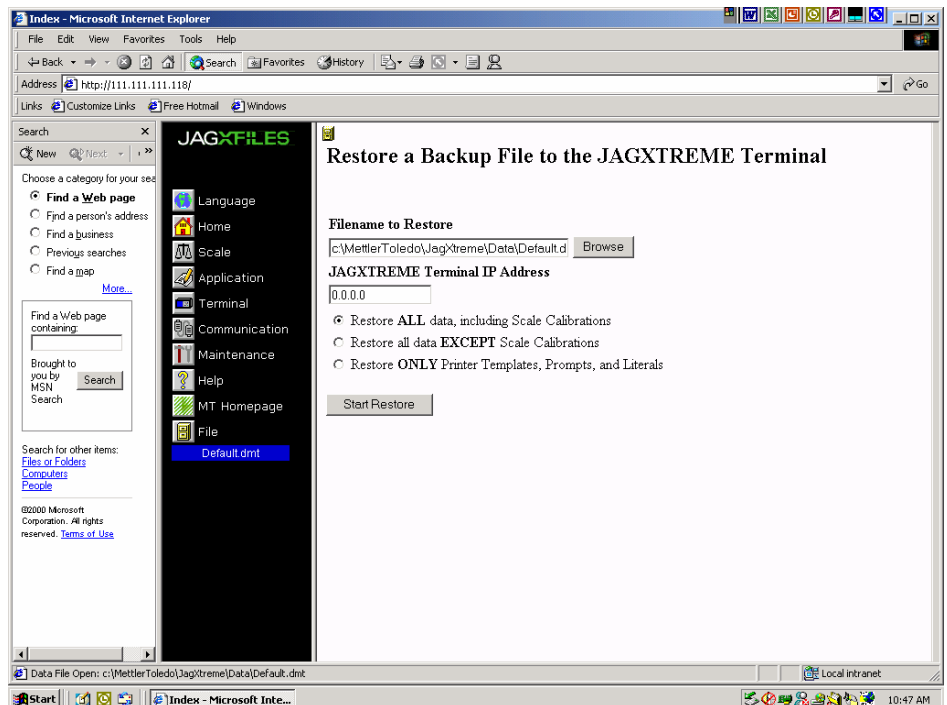 Index - Microsoft Internet Explorer
File Edit View Favorites Tools Help
Back Search Favorites History
Address http://111.111.111.118/ Go
Links Customize Links Free Hotmail Windows
Search
New Next »
Choose a category for your sea
Find a Web page
Find a person's address
Find a business
Previous searches
Find a map
More...
Find a Web page
containing:
Brought to
you by
MSN
Search
Search
Search for other items:
Files or Folders
Computers
People
©2000 Microsoft
Corporation. All rights
reserved. Terms of Use
JAGXFILES
Language
Home
Scale
Application
Terminal
Communication
Maintenance
Help
MT Homepage
File
Default.dmt
Restore a Backup File to the JAGXTREME Terminal
Filename to Restore
c:\MettlerToledo\JagXtreme\Data\Default.d Browse
JAGXTREME Terminal IP Address
0.0.0.0
Restore ALL data, including Scale Calibrations
Restore all data EXCEPT Scale Calibrations
Restore ONLY Printer Templates, Prompts, and Literals
Start Restore
Data File Open: c:\MettlerToledo\JagXtreme\Data\Default.dmt Local intranet
Start Index - Microsoft Inte... 10:47 AM